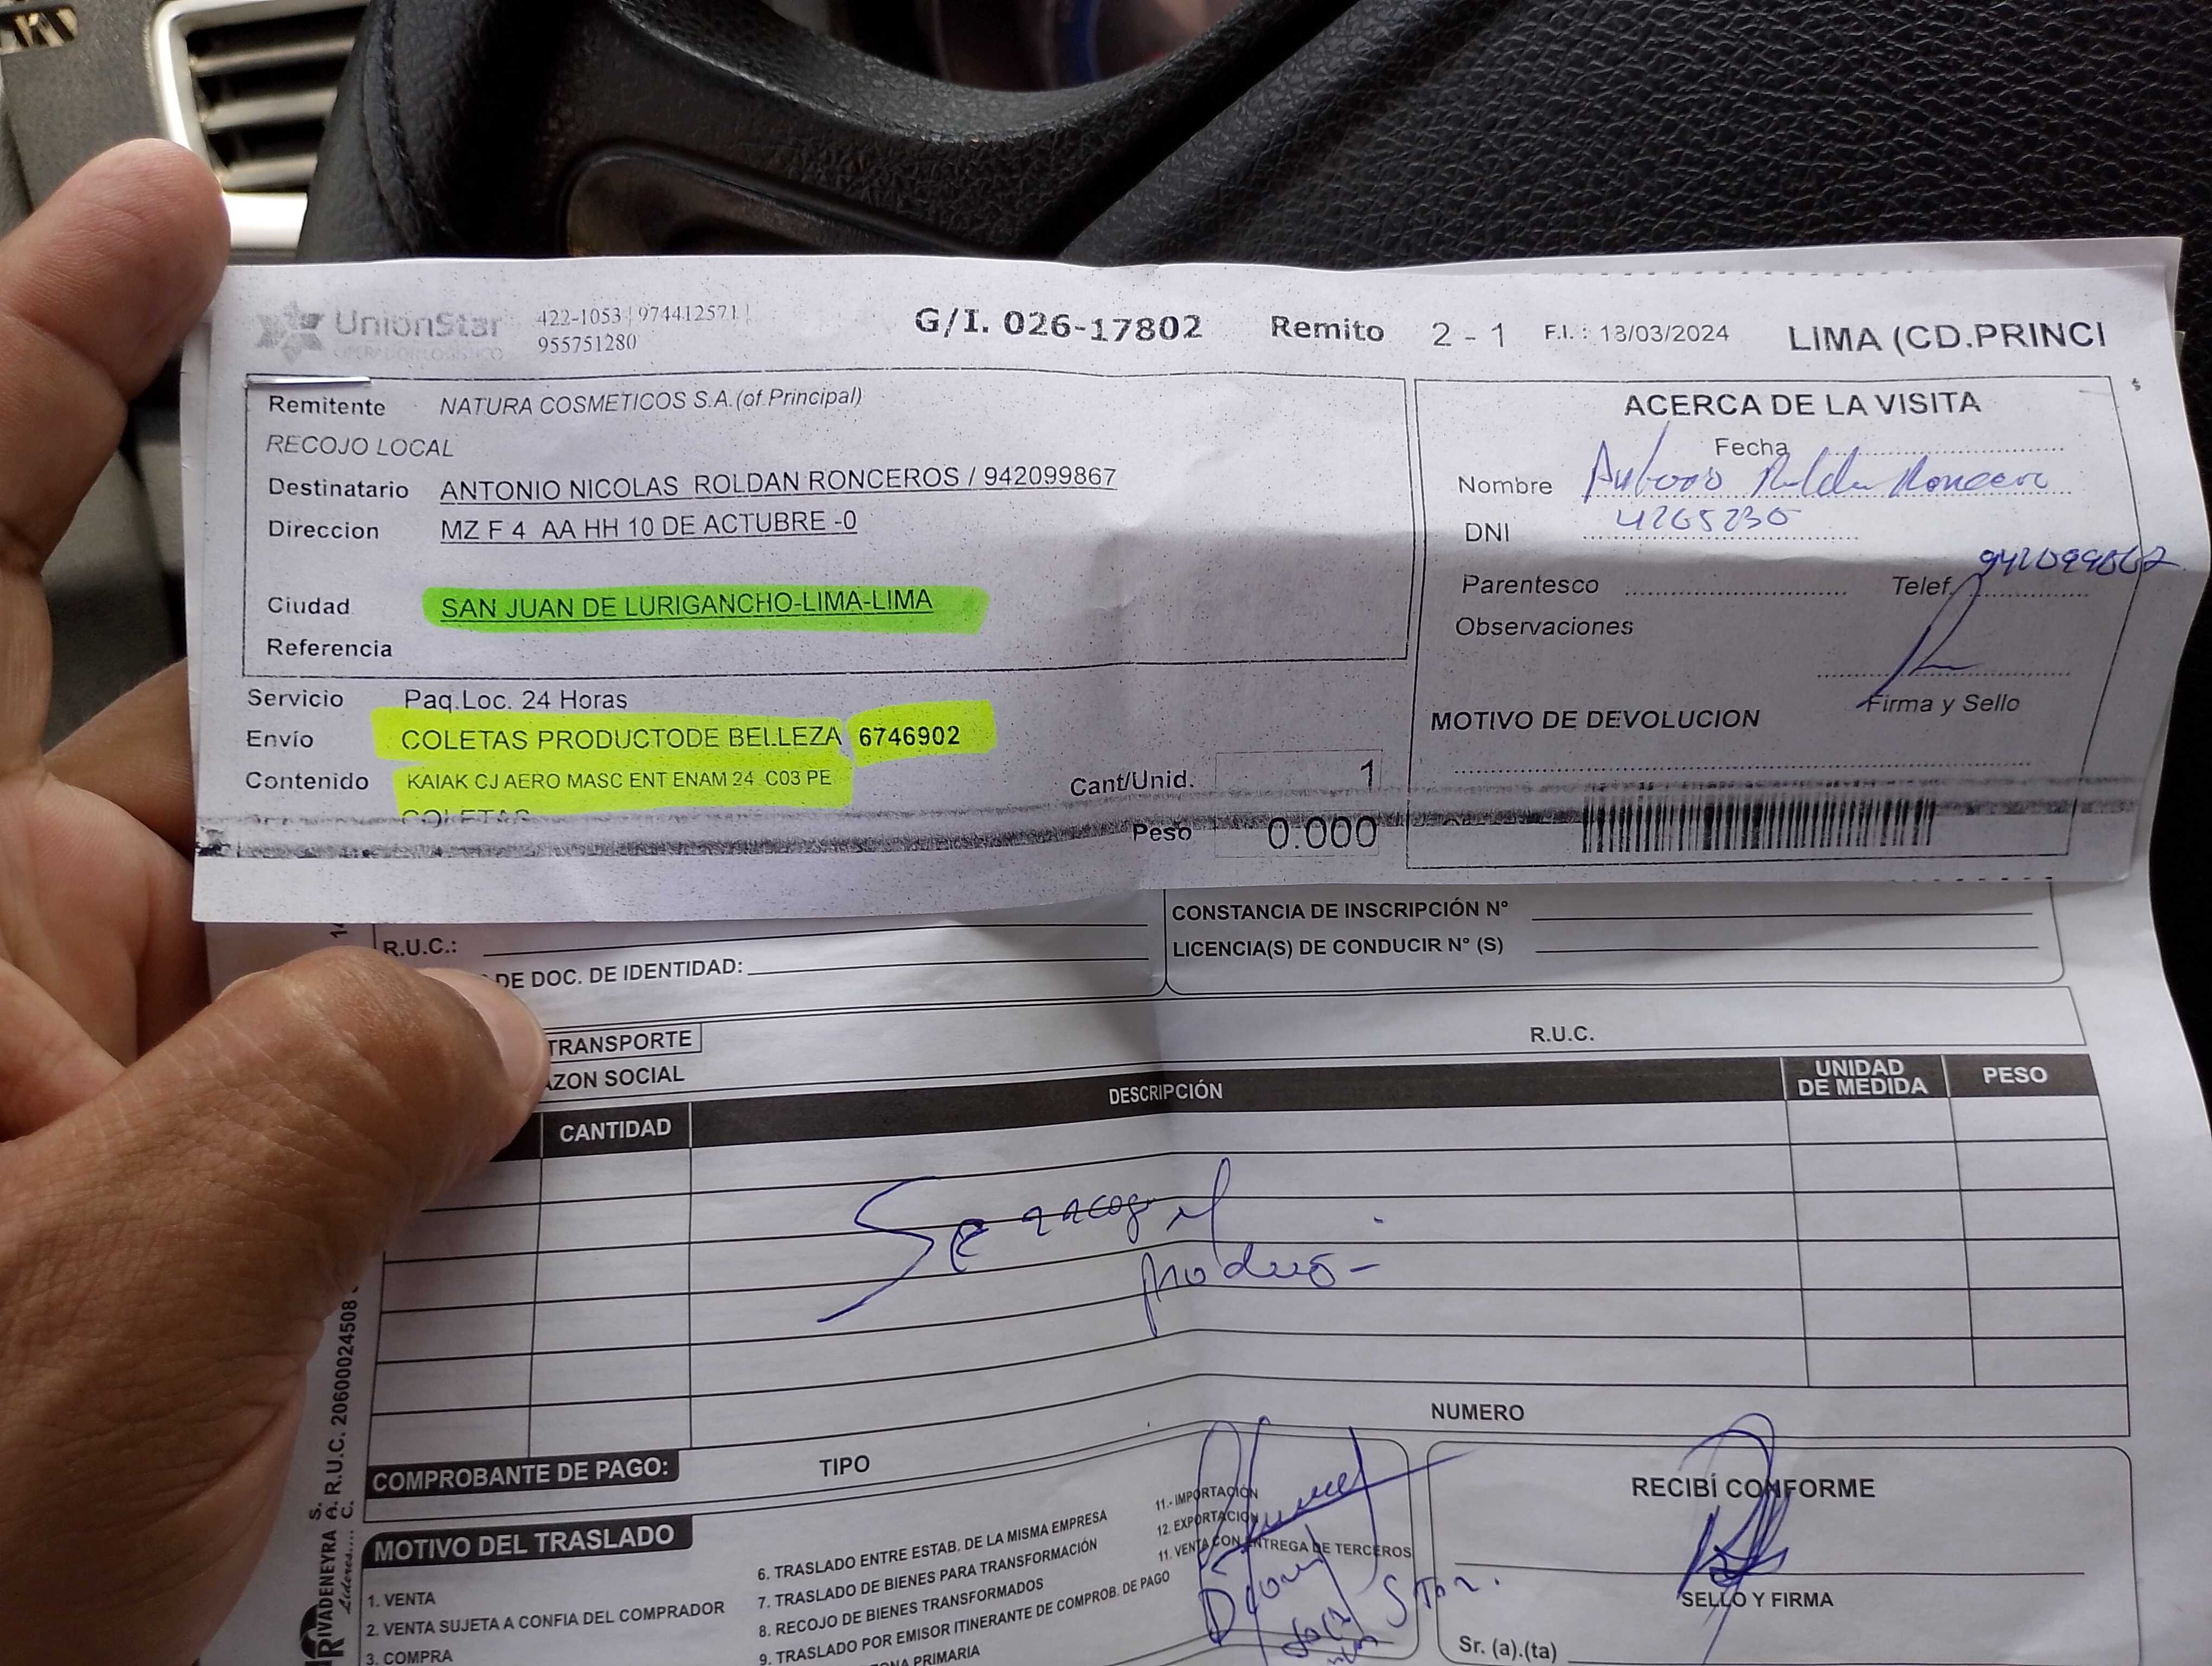 UnionStar 422-1053 | 974412571 | G/I. 026-17802 Remito 2 - 1 F.I. : 13/03/2024 LIMA (CD.PRINCI
OPERADOR LOGISTICO 955751280
Remitente NATURA COSMETICOS S.A.(of.Principal)
RECOJO LOCAL
Destinatario ANTONIO NICOLAS ROLDAN RONCEROS / 942099867
Direccion MZ F 4 AA HH 10 DE ACTUBRE -0
Ciudad SAN JUAN DE LURIGANCHO-LIMA-LIMA
Referencia
Servicio Paq.Loc. 24 Horas
Envío COLETAS PRODUCTODE BELLEZA 6746902
Contenido KAIAK CJ AERO MASC ENT ENAM 24 C03 PE
COLETAS
Cant/Unid. 1
Peso 0.000
ACERCA DE LA VISITA
Fecha
Nombre
DNI
Parentesco Telef.
Observaciones
Firma y Sello
MOTIVO DE DEVOLUCION
R.U.C.:
DE DOC. DE IDENTIDAD:
CONSTANCIA DE INSCRIPCIÓN N°
LICENCIA(S) DE CONDUCIR N° (S)
TRANSPORTE
AZON SOCIAL
R.U.C.
CANTIDAD DESCRIPCIÓN UNIDAD DE MEDIDA PESO
NUMERO
COMPROBANTE DE PAGO: TIPO
MOTIVO DEL TRASLADO
1. VENTA
2. VENTA SUJETA A CONFIA DEL COMPRADOR
3. COMPRA
6. TRASLADO ENTRE ESTAB. DE LA MISMA EMPRESA
7. TRASLADO DE BIENES PARA TRANSFORMACIÓN
8. RECOJO DE BIENES TRANSFORMADOS
9. TRASLADO POR EMISOR ITINERANTE DE COMPROB. DE PAGO
PRIMARIA
11.- IMPORTACIÓN
12. EXPORTACIÓN
11. VENTA CON ENTREGA DE TERCEROS
RECIBÍ CONFORME
SELLO Y FIRMA
Sr. (a).(ta)
RIVADENEYRA S.A.C.
Líderes....
R.U.C. 20600024508